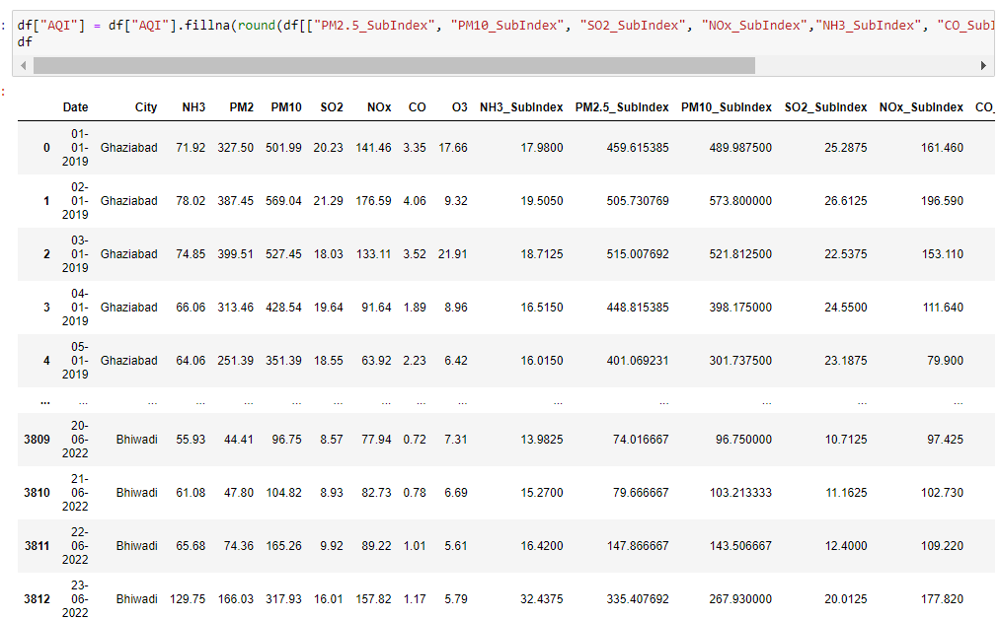 : df["AQI"] = df["AQI"].fillna(round(df[["PM2.5_SubIndex", "PM10_SubIndex", "SO2_SubIndex", "NOx_SubIndex","NH3_SubIndex", "CO_SubI
df
:
Date City NH3 PM2 PM10 SO2 NOx CO O3 NH3_SubIndex PM2.5_SubIndex PM10_SubIndex SO2_SubIndex NOx_SubIndex CO_
0 01-01-2019 Ghaziabad 71.92 327.50 501.99 20.23 141.46 3.35 17.66 17.9800 459.615385 489.987500 25.2875 161.460
1 02-01-2019 Ghaziabad 78.02 387.45 569.04 21.29 176.59 4.06 9.32 19.5050 505.730769 573.800000 26.6125 196.590
2 03-01-2019 Ghaziabad 74.85 399.51 527.45 18.03 133.11 3.52 21.91 18.7125 515.007692 521.812500 22.5375 153.110
3 04-01-2019 Ghaziabad 66.06 313.46 428.54 19.64 91.64 1.89 8.96 16.5150 448.815385 398.175000 24.5500 111.640
4 05-01-2019 Ghaziabad 64.06 251.39 351.39 18.55 63.92 2.23 6.42 16.0150 401.069231 301.737500 23.1875 79.900
... ... ... ... ... ... ... ... ... ... ... ... ... ... ...
3809 20-06-2022 Bhiwadi 55.93 44.41 96.75 8.57 77.94 0.72 7.31 13.9825 74.016667 96.750000 10.7125 97.425
3810 21-06-2022 Bhiwadi 61.08 47.80 104.82 8.93 82.73 0.78 6.69 15.2700 79.666667 103.213333 11.1625 102.730
3811 22-06-2022 Bhiwadi 65.68 74.36 165.26 9.92 89.22 1.01 5.61 16.4200 147.866667 143.506667 12.4000 109.220
3812 23-06-2022 Bhiwadi 129.75 166.03 317.93 16.01 157.82 1.17 5.79 32.4375 335.407692 267.930000 20.0125 177.820